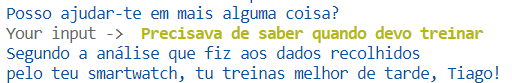 Posso ajudar-te em mais alguma coisa?
Your input ->  Precisava de saber quando devo treinar
Segundo a análise que fiz aos dados recolhidos
pelo teu smartwatch, tu treinas melhor de tarde, Tiago!